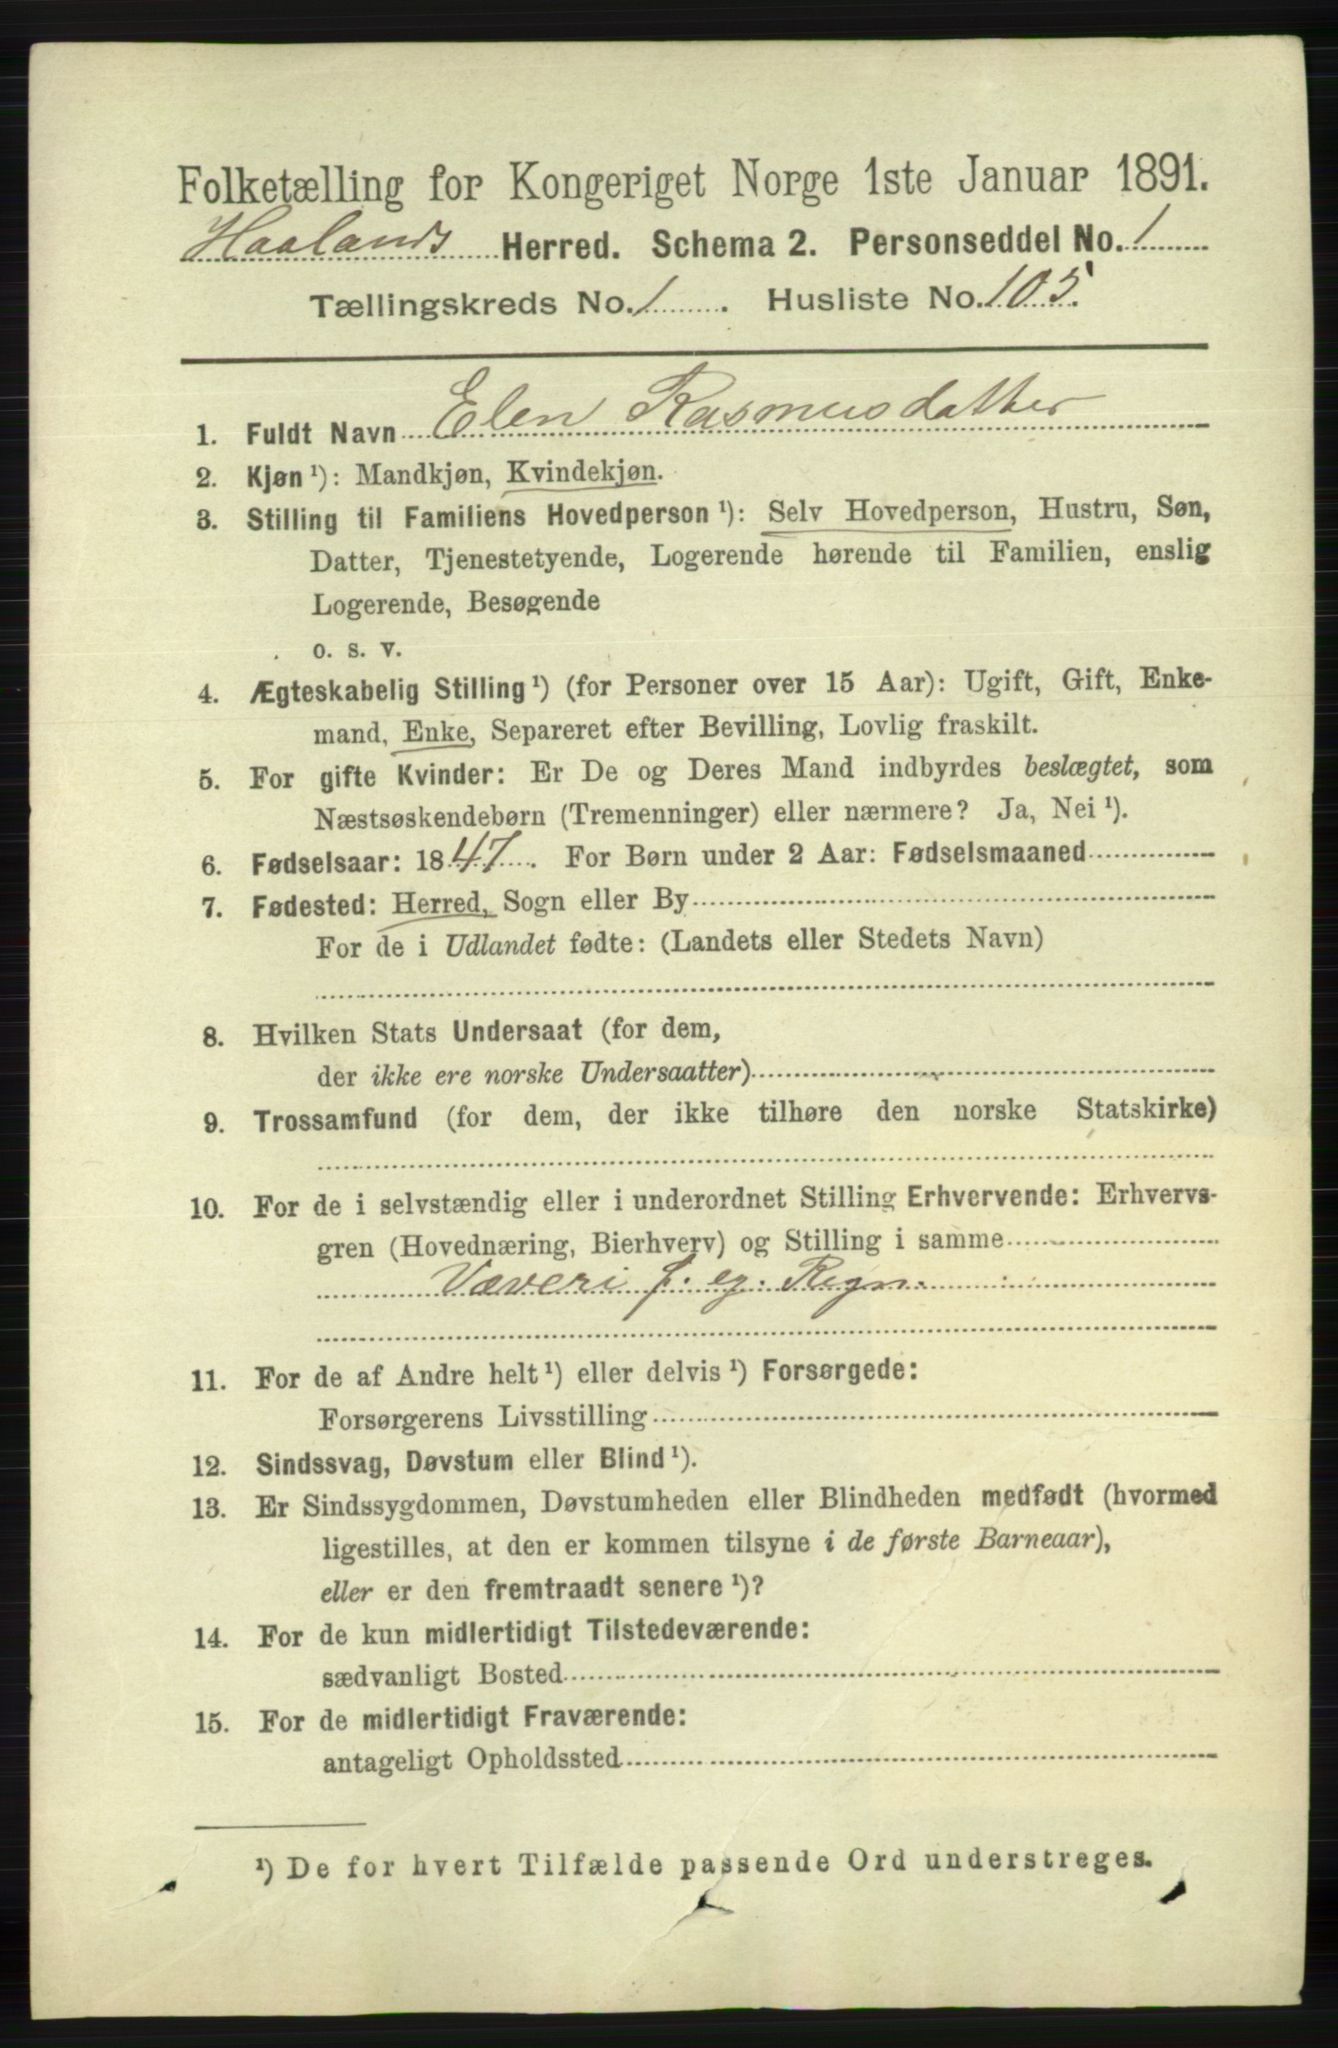 Folketælling for Kongeriget Norge 1ste Januar 1891.
Haalands Herred. Schema 2. Personseddel No. 1
Tællingskreds No. 1. Husliste No. 105.
1. Fuldt Navn Elen Rasmusdatter
2. Kjøn ¹): Mandkjøn, Kvindekjøn.
3. Stilling til Familiens Hovedperson ¹): Selv Hovedperson, Hustru, Søn,
Datter, Tjenestetyende, Logerende hørende til Familien, enslig
Logerende, Besøgende
o. s. v.
4. Ægteskabelig Stilling ¹) (for Personer over 15 Aar): Ugift, Gift, Enke-
mand, Enke, Separeret efter Bevilling, Lovlig fraskilt.
5. For gifte Kvinder: Er De og Deres Mand indbyrdes beslægtet, som
Næstsøskendebørn (Tremenninger) eller nærmere? Ja, Nei ¹).
6. Fødselsaar: 1847. For Børn under 2 Aar: Fødselsmaaned
7. Fødested: Herred, Sogn eller By
For de i Udlandet fødte: (Landets eller Stedets Navn)
8. Hvilken Stats Undersaat (for dem,
der ikke ere norske Undersaatter)
9. Trossamfund (for dem, der ikke tilhøre den norske Statskirke)
10. For de i selvstændig eller i underordnet Stilling Erhvervende: Erhvervs-
gren (Hovednæring, Bierhverv) og Stilling i samme
Væveri f. eg. Regn.
11. For de af Andre helt ¹) eller delvis ¹) Forsørgede:
Forsørgerens Livsstilling
12. Sindssvag, Døvstum eller Blind ¹).
13. Er Sindssygdommen, Døvstumheden eller Blindheden medfødt (hvormed
ligestilles, at den er kommen tilsyne i de første Barneaar),
eller er den fremtraadt senere ¹)?
14. For de kun midlertidigt Tilstedeværende:
sædvanligt Bosted
15. For de midlertidigt Fraværende:
antageligt Opholdssted
¹) De for hvert Tilfælde passende Ord understreges.